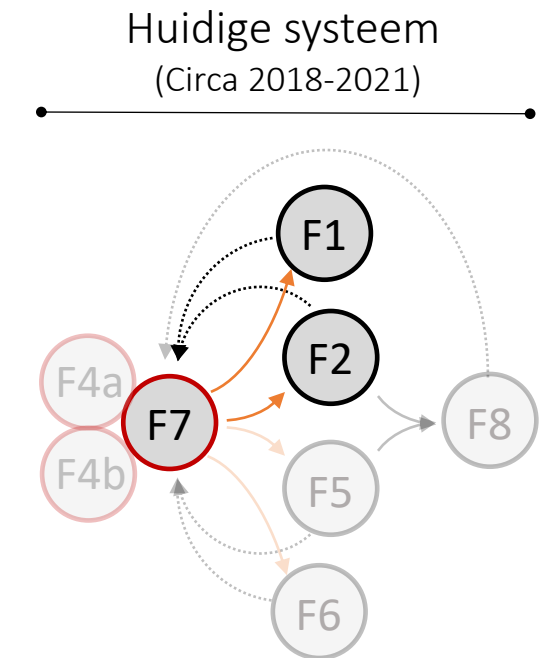 Huidige systeem
(Circa 2018-2021)
F1
F2
F4a
F7
F8
F4b
F5
F6